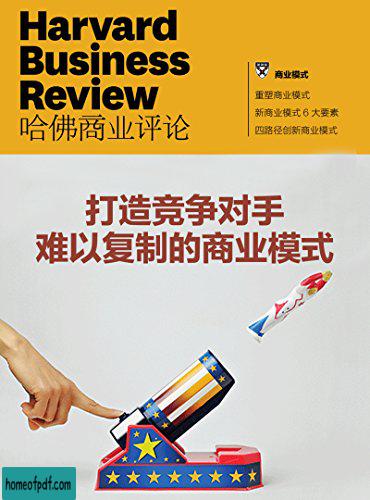 Harvard
Business
Review
哈佛商业评论
商业模式
重塑商业模式
新商业模式 6 大要素
四路径创新商业模式
打造竞争对手
难以复制的商业模式
homeofpdf.com